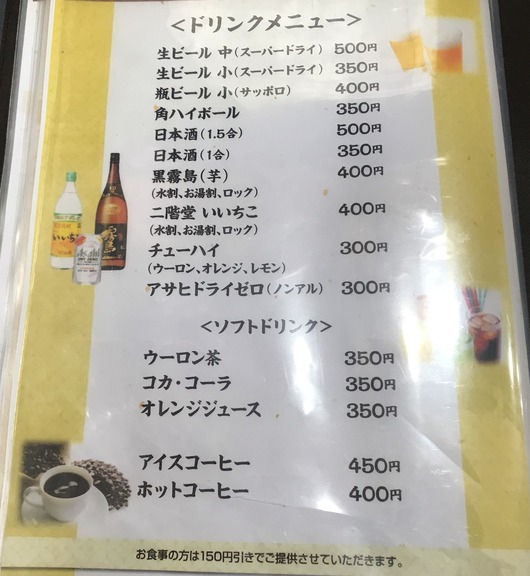 ＜ドリンクメニュー＞
生ビール 中（スーパードライ） 500円
生ビール 小（スーパードライ） 350円
瓶ビール 小（サッポロ） 400円
角ハイボール 350円
日本酒（1.5合） 500円
日本酒（1合） 350円
黒霧島（芋） 400円
（水割、お湯割、ロック）
二階堂 いいちこ 400円
（水割、お湯割、ロック）
チューハイ 300円
（ウーロン、オレンジ、レモン）
アサヒドライゼロ（ノンアル） 300円
＜ソフトドリンク＞
ウーロン茶 350円
コカ・コーラ 350円
オレンジジュース 350円
アイスコーヒー 450円
ホットコーヒー 400円
お食事の方は150円引きでご提供させていただきます。
いいちこ